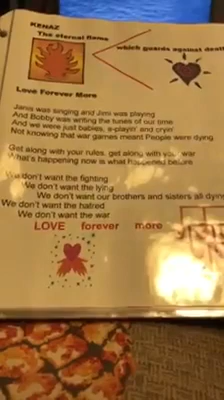 KENAZ
The eternal flame
which guards against death
Love Forever More
Janis was singing and Jimi was playing
And Bobby was writing the tunes of our time
And we were just babies, a-playin' and cryin'
Not knowing that war games meant People were dying
Get along with your rules, get along with your war
What's happening now is what happened before
We don't want the fighting
We don't want the lying
We don't want our brothers and sisters all dying
We don't want the hatred
We don't want the war
LOVE forever more